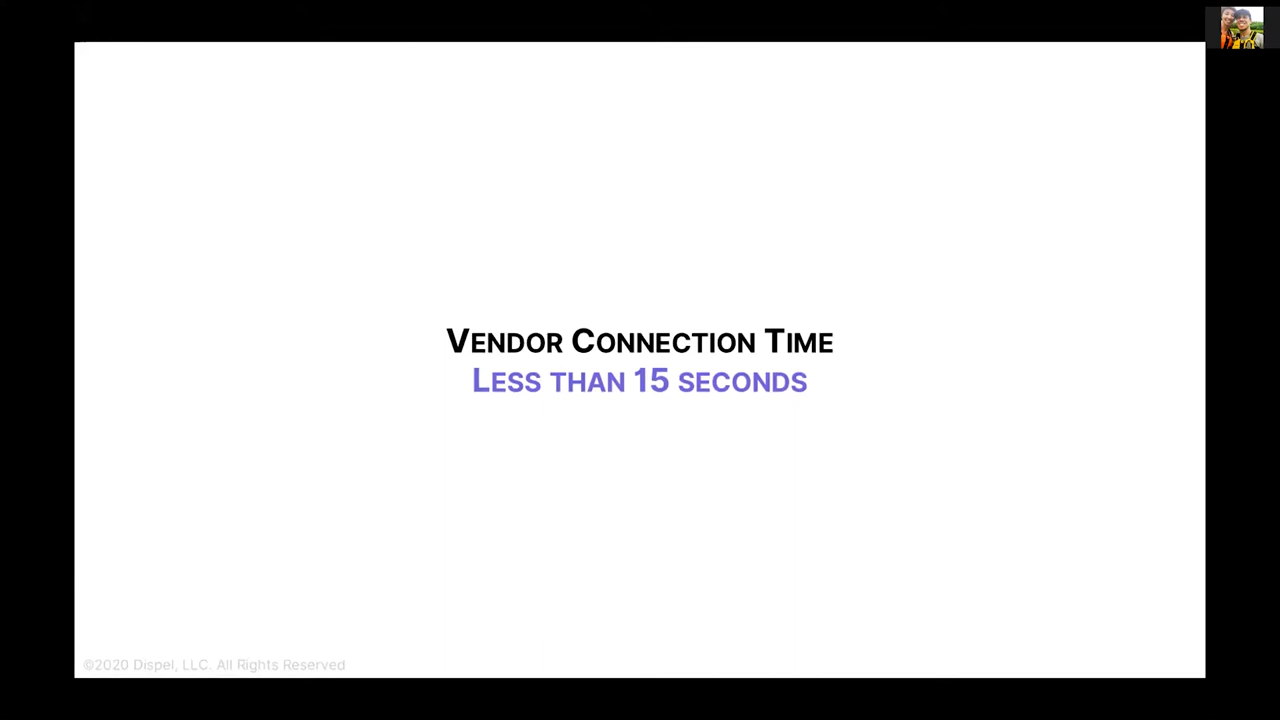 Vendor Connection Time
Less than 15 seconds
©2020 Dispel, LLC. All Rights Reserved